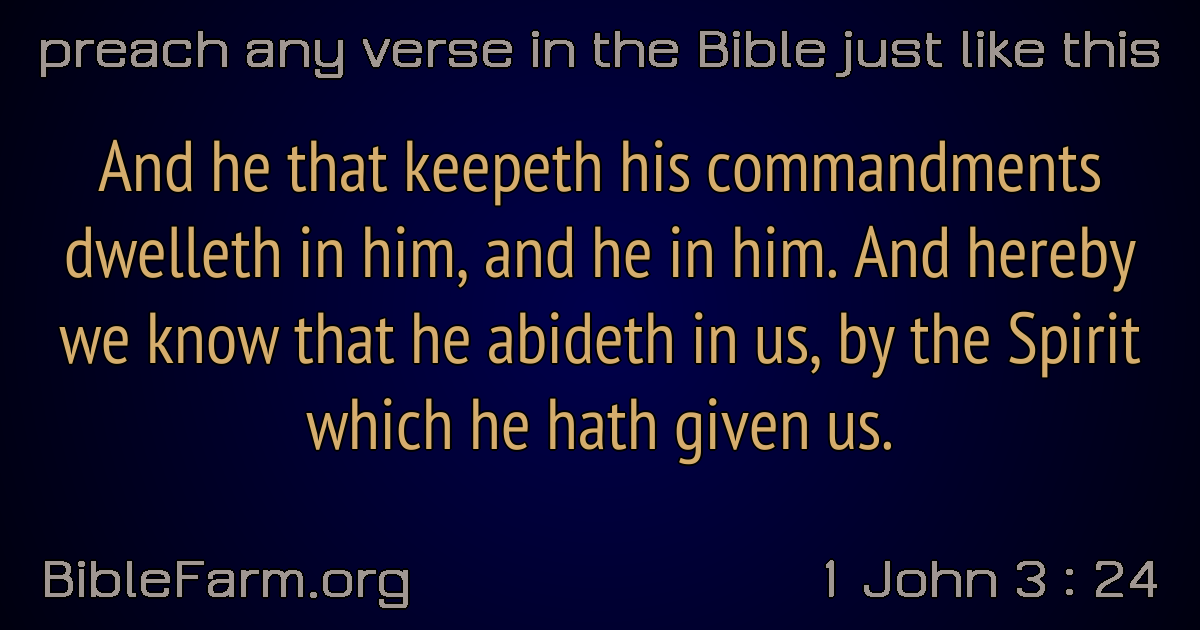 preach any verse in the Bible just like this
And he that keepeth his commandments
dwelleth in him, and he in him. And hereby
we know that he abideth in us, by the Spirit
which he hath given us.
BibleFarm.org
1 John 3 : 24